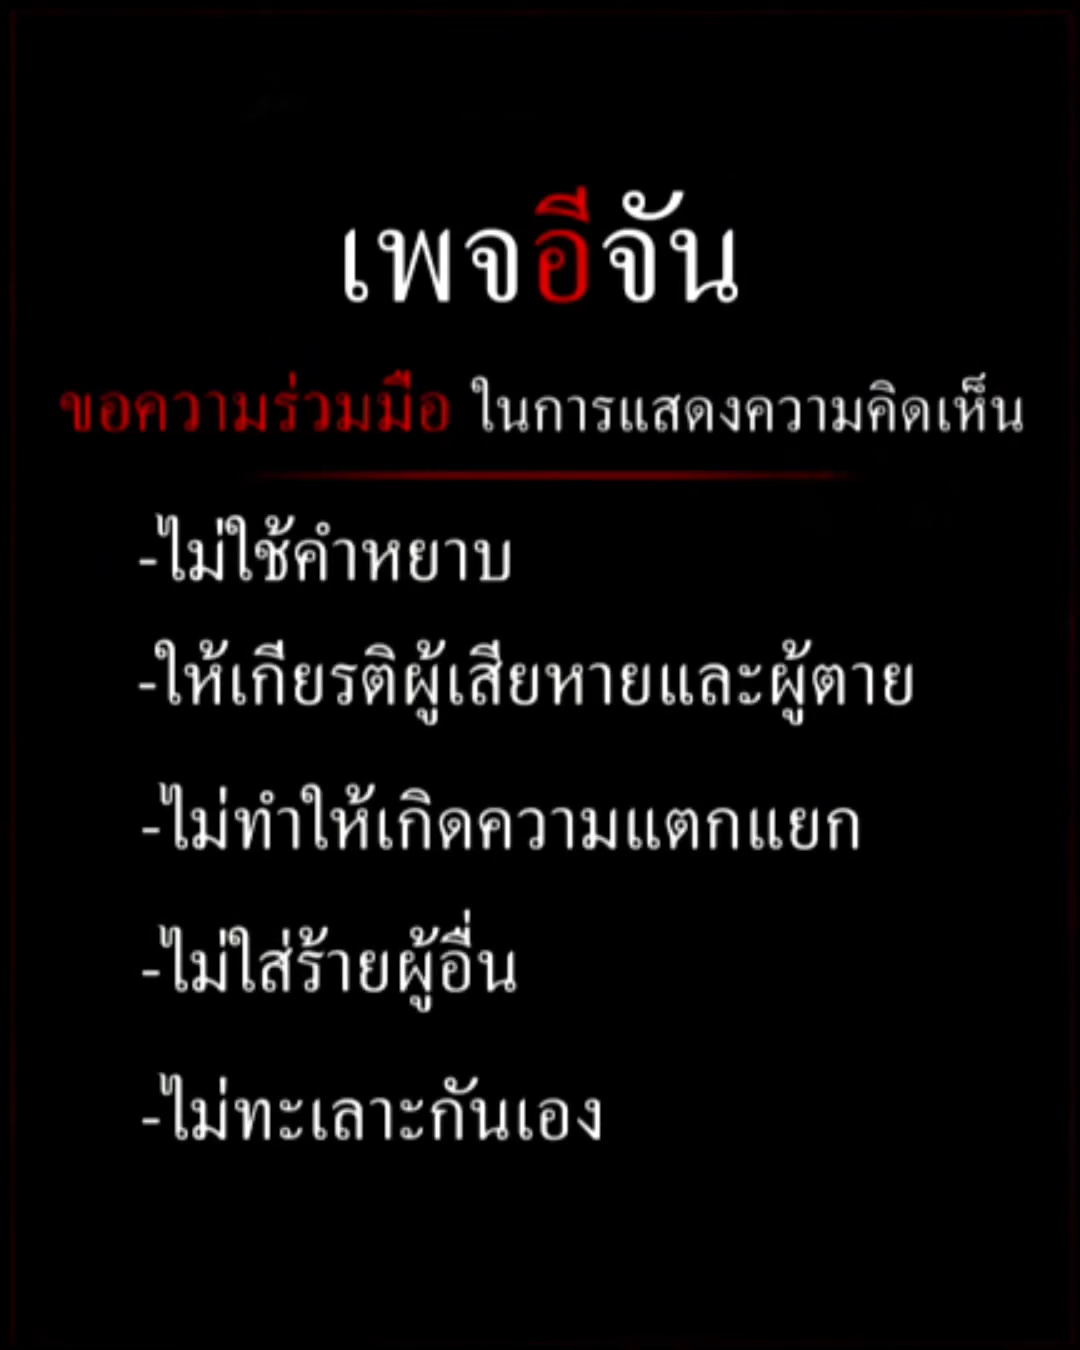 เพจอีจัน
ขอความร่วมมือ ในการแสดงความคิดเห็น
-ไม่ใช้คำหยาบ
-ให้เกียรติผู้เสียหายและผู้ตาย
-ไม่ทำให้เกิดความแตกแยก
-ไม่ใส่ร้ายผู้อื่น
-ไม่ทะเลาะกันเอง